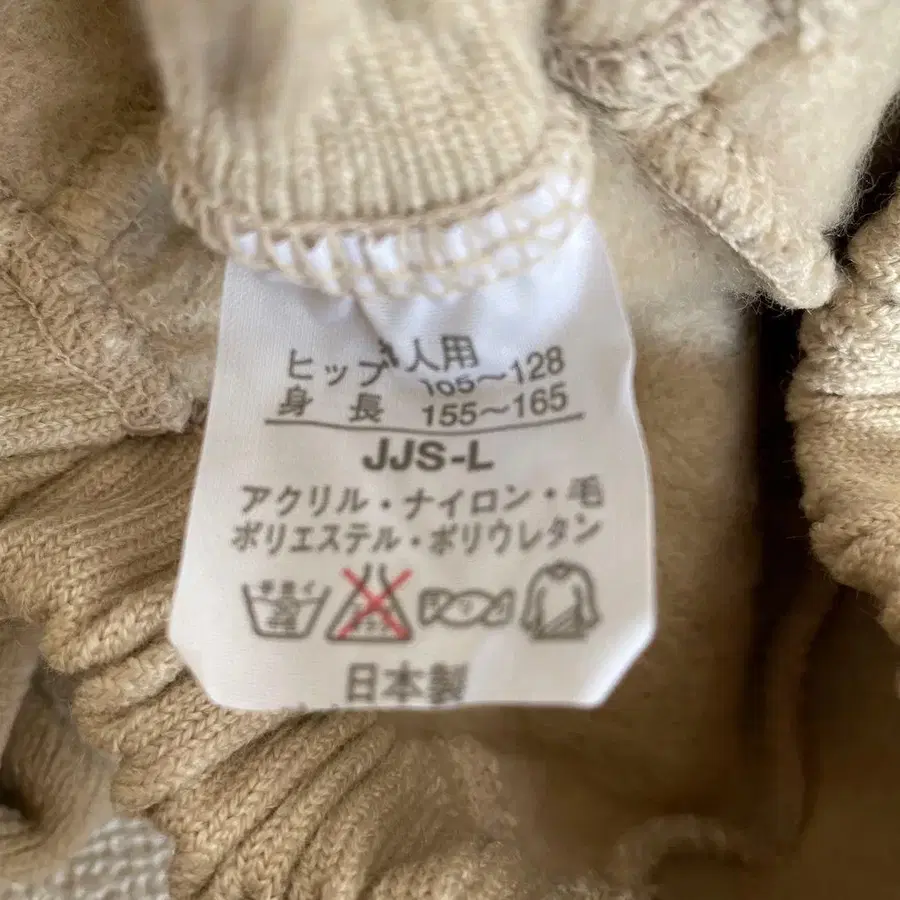 人用
ヒップ 105～128
身長 155～165
JJS-L
アクリル・ナイロン・毛
ポリエステル・ポリウレタン
日本製